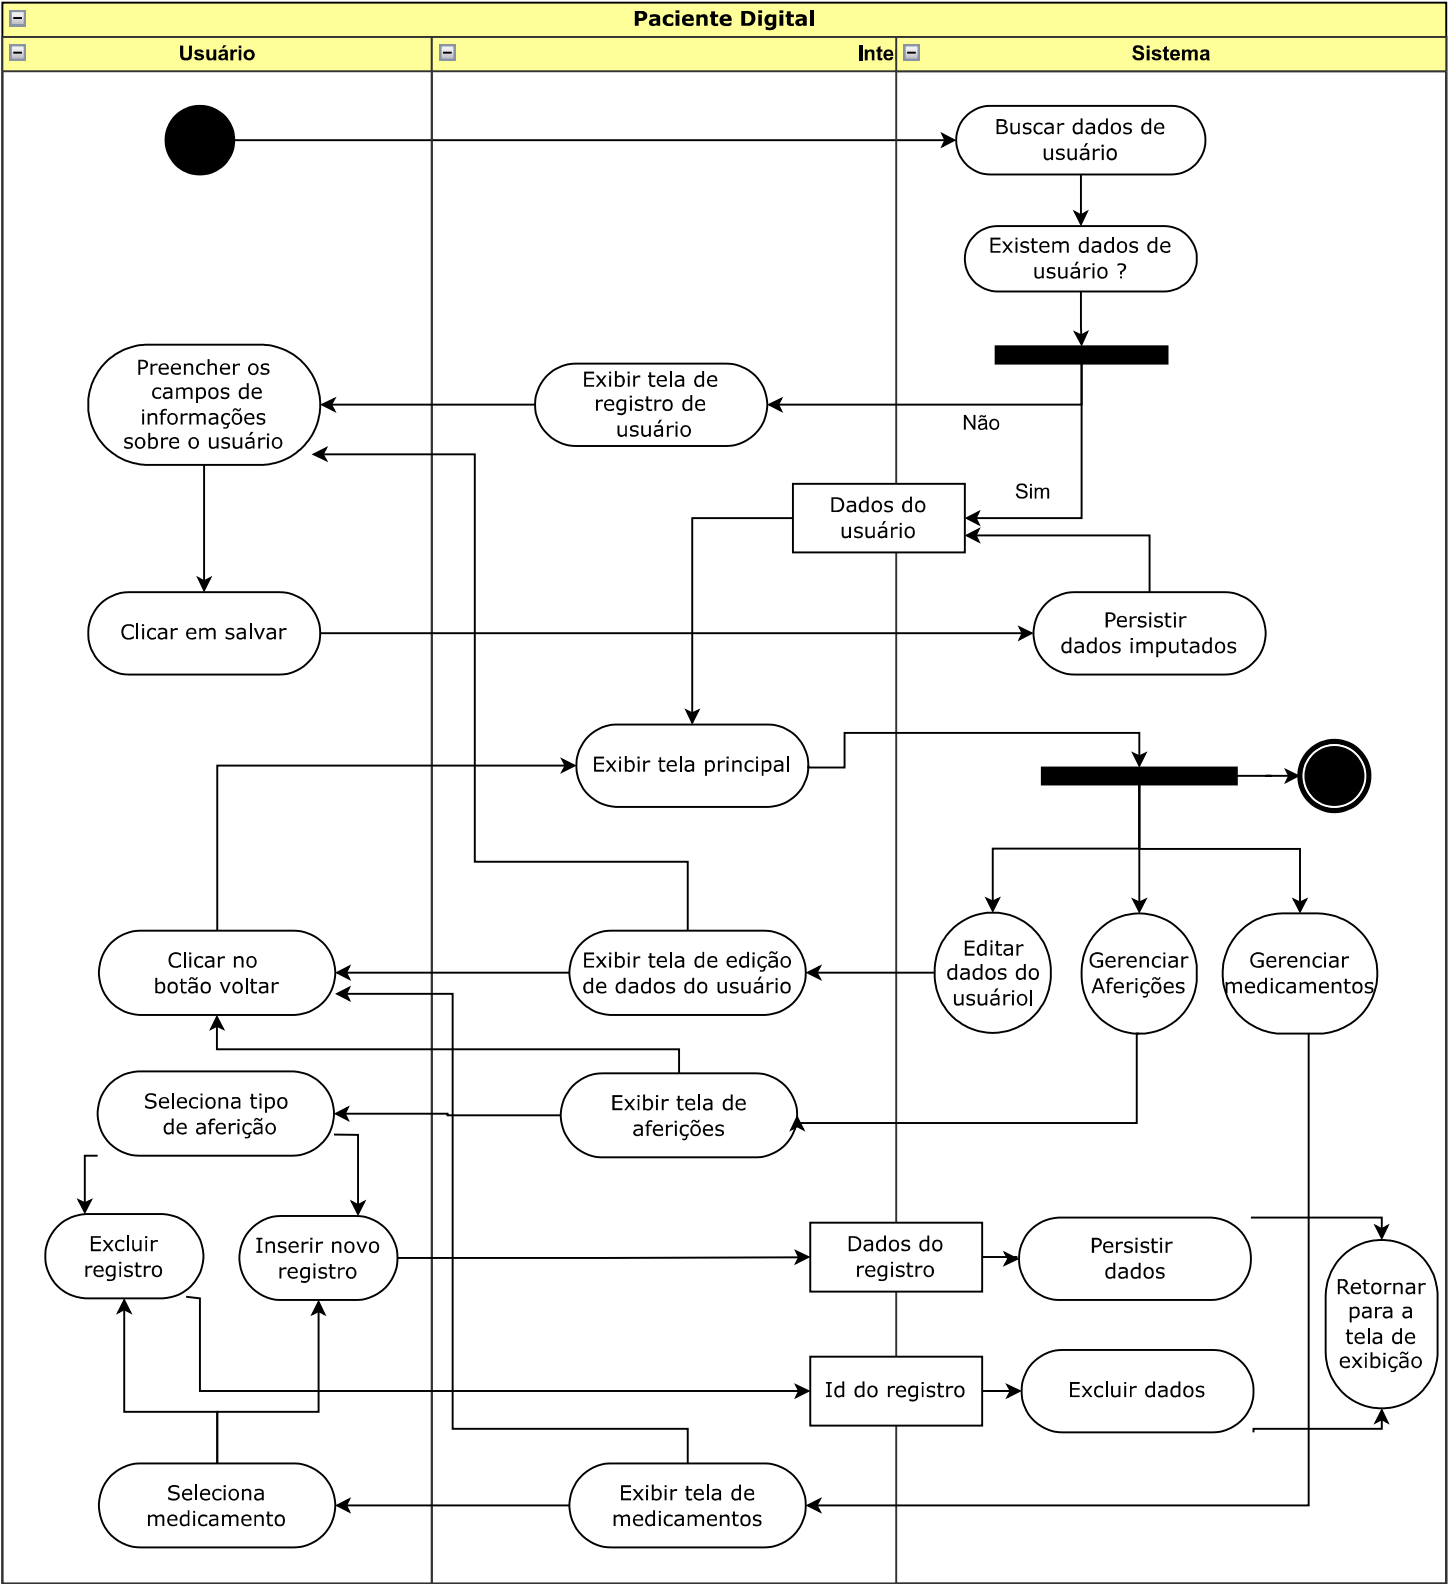 Paciente Digital
Usuário
Inte
Sistema
Buscar dados de
usuário
Existem dados de
usuário ?
Preencher os
campos de
informações
sobre o usuário
Exibir tela de
registro de
usuário
Não
Sim
Dados do
usuário
Clicar em salvar
Persistir
dados imputados
Exibir tela principal
Clicar no
botão voltar
Exibir tela de edição
de dados do usuário
Editar
dados do
usuáriol
Gerenciar
Aferições
Gerenciar
medicamentos
Seleciona tipo
de aferição
Exibir tela de
aferições
Excluir
registro
Inserir novo
registro
Dados do
registro
Persistir
dados
Retornar
para a
tela de
exibição
Id do registro
Excluir dados
Seleciona
medicamento
Exibir tela de
medicamentos